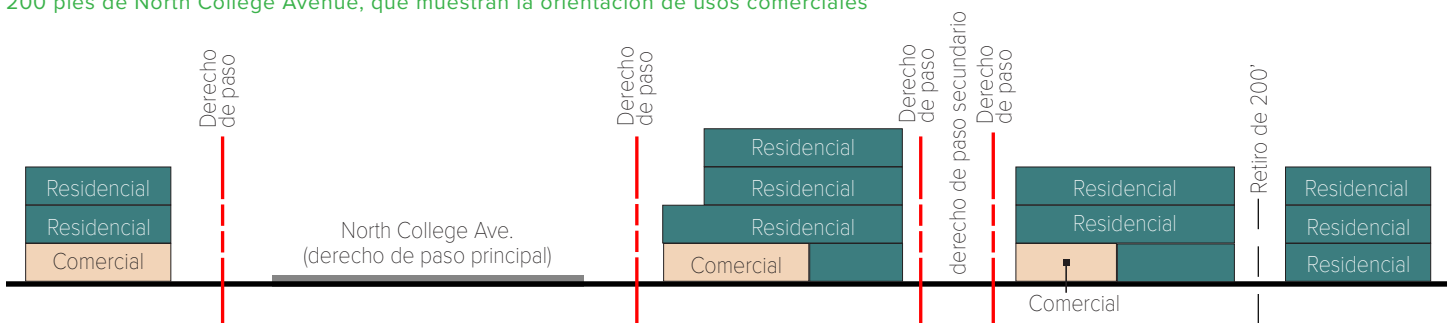 200 pies de North College Avenue, que muestran la orientación de usos comerciales
Derecho
de paso
Derecho
de paso
Derecho
de paso
derecho de paso secundario
Derecho
de paso
Retiro de 200'
Residencial
Residencial
Comercial
North College Ave.
(derecho de paso principal)
Residencial
Residencial
Residencial
Comercial
Residencial
Residencial
Comercial
Residencial
Residencial
Residencial